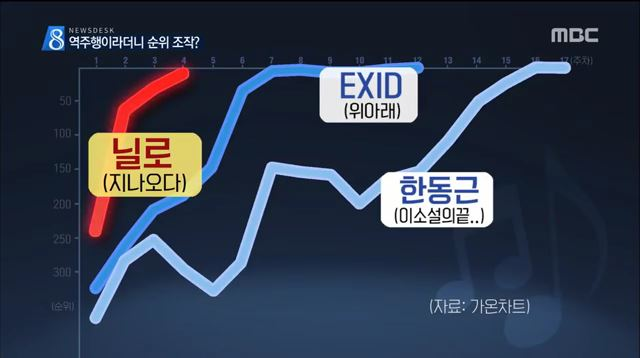 8 NEWSDESK
역주행이라더니 순위 조작?
MBC
1 2 3 4 5 6 7 8 9 10 11 12 13 14 15 16 17 (주차)
50
100
150
200
250
300
(순위)
닐로
(지나오다)
EXID
(위아래)
한동근
(이소설의끝..)
(자료: 가온차트)